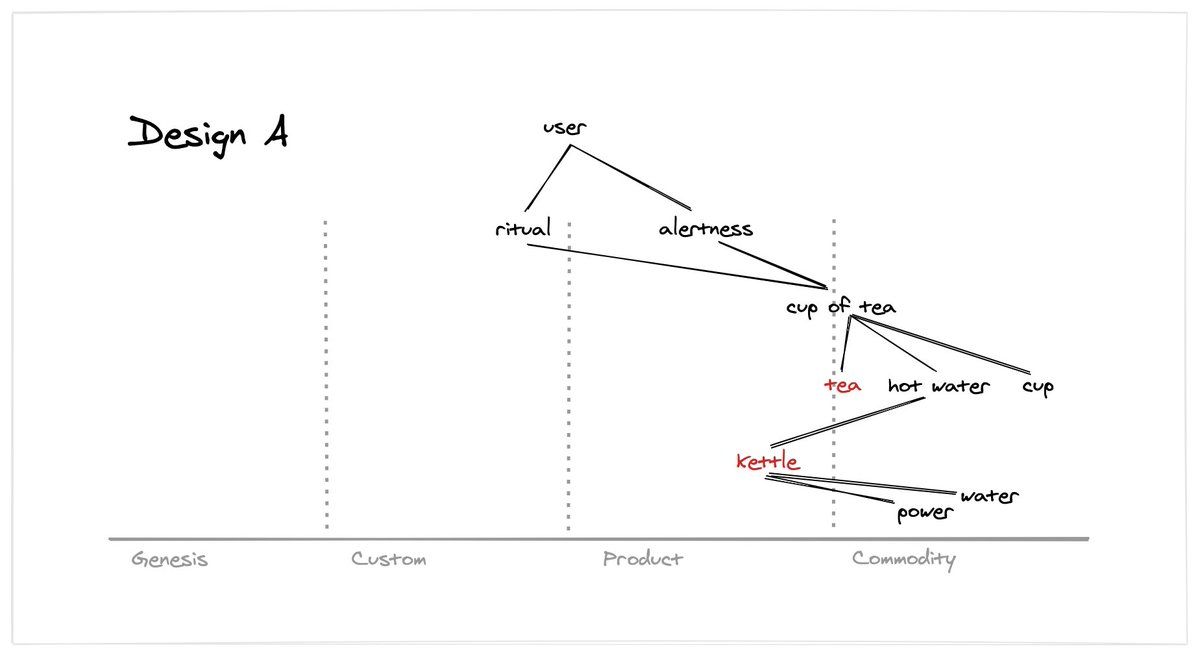 Design A
user
ritual
alertness
cup of tea
tea
hot water
cup
kettle
water
power
Genesis
Custom
Product
Commodity